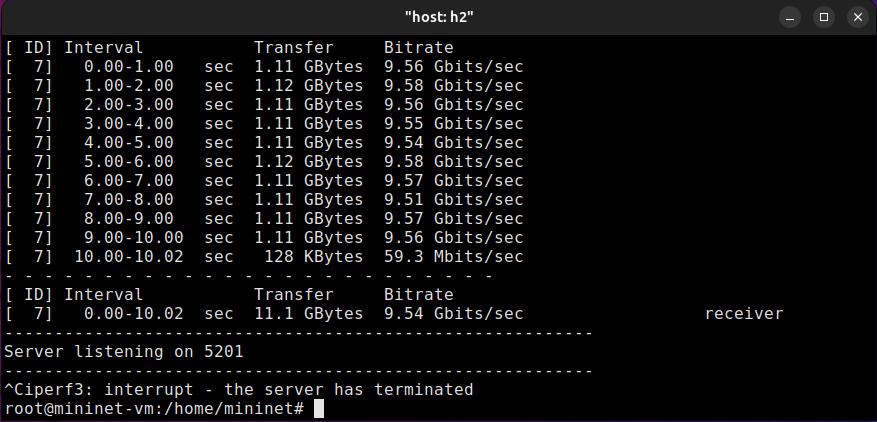 "host: h2"
[ ID] Interval           Transfer     Bitrate
[  7]   0.00-1.00   sec  1.11 GBytes  9.56 Gbits/sec
[  7]   1.00-2.00   sec  1.12 GBytes  9.58 Gbits/sec
[  7]   2.00-3.00   sec  1.11 GBytes  9.56 Gbits/sec
[  7]   3.00-4.00   sec  1.11 GBytes  9.55 Gbits/sec
[  7]   4.00-5.00   sec  1.11 GBytes  9.54 Gbits/sec
[  7]   5.00-6.00   sec  1.12 GBytes  9.58 Gbits/sec
[  7]   6.00-7.00   sec  1.11 GBytes  9.57 Gbits/sec
[  7]   7.00-8.00   sec  1.11 GBytes  9.51 Gbits/sec
[  7]   8.00-9.00   sec  1.11 GBytes  9.57 Gbits/sec
[  7]   9.00-10.00  sec  1.11 GBytes  9.56 Gbits/sec
[  7]  10.00-10.02  sec   128 KBytes  59.3 Mbits/sec
- - - - - - - - - - - - - - - - - - - - - - - - -
[ ID] Interval           Transfer     Bitrate
[  7]   0.00-10.02  sec  11.1 GBytes  9.54 Gbits/sec                  receiver
-----------------------------------------------------------
Server listening on 5201
-----------------------------------------------------------
^Ciperf3: interrupt - the server has terminated
root@mininet-vm:/home/mininet#